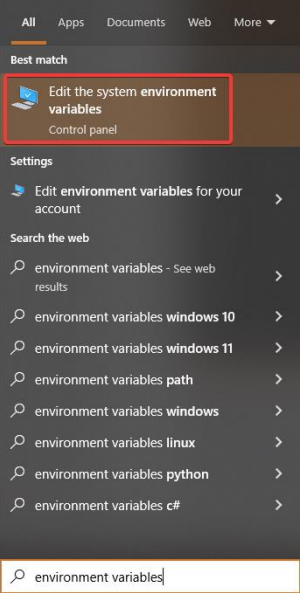 All Apps Documents Web More
Best match
Edit the system environment
variables
Control panel
Settings
Edit environment variables for your
account
Search the web
environment variables - See web
results
environment variables windows 10
environment variables windows 11
environment variables path
environment variables windows
environment variables linux
environment variables python
environment variables c#
environment variables